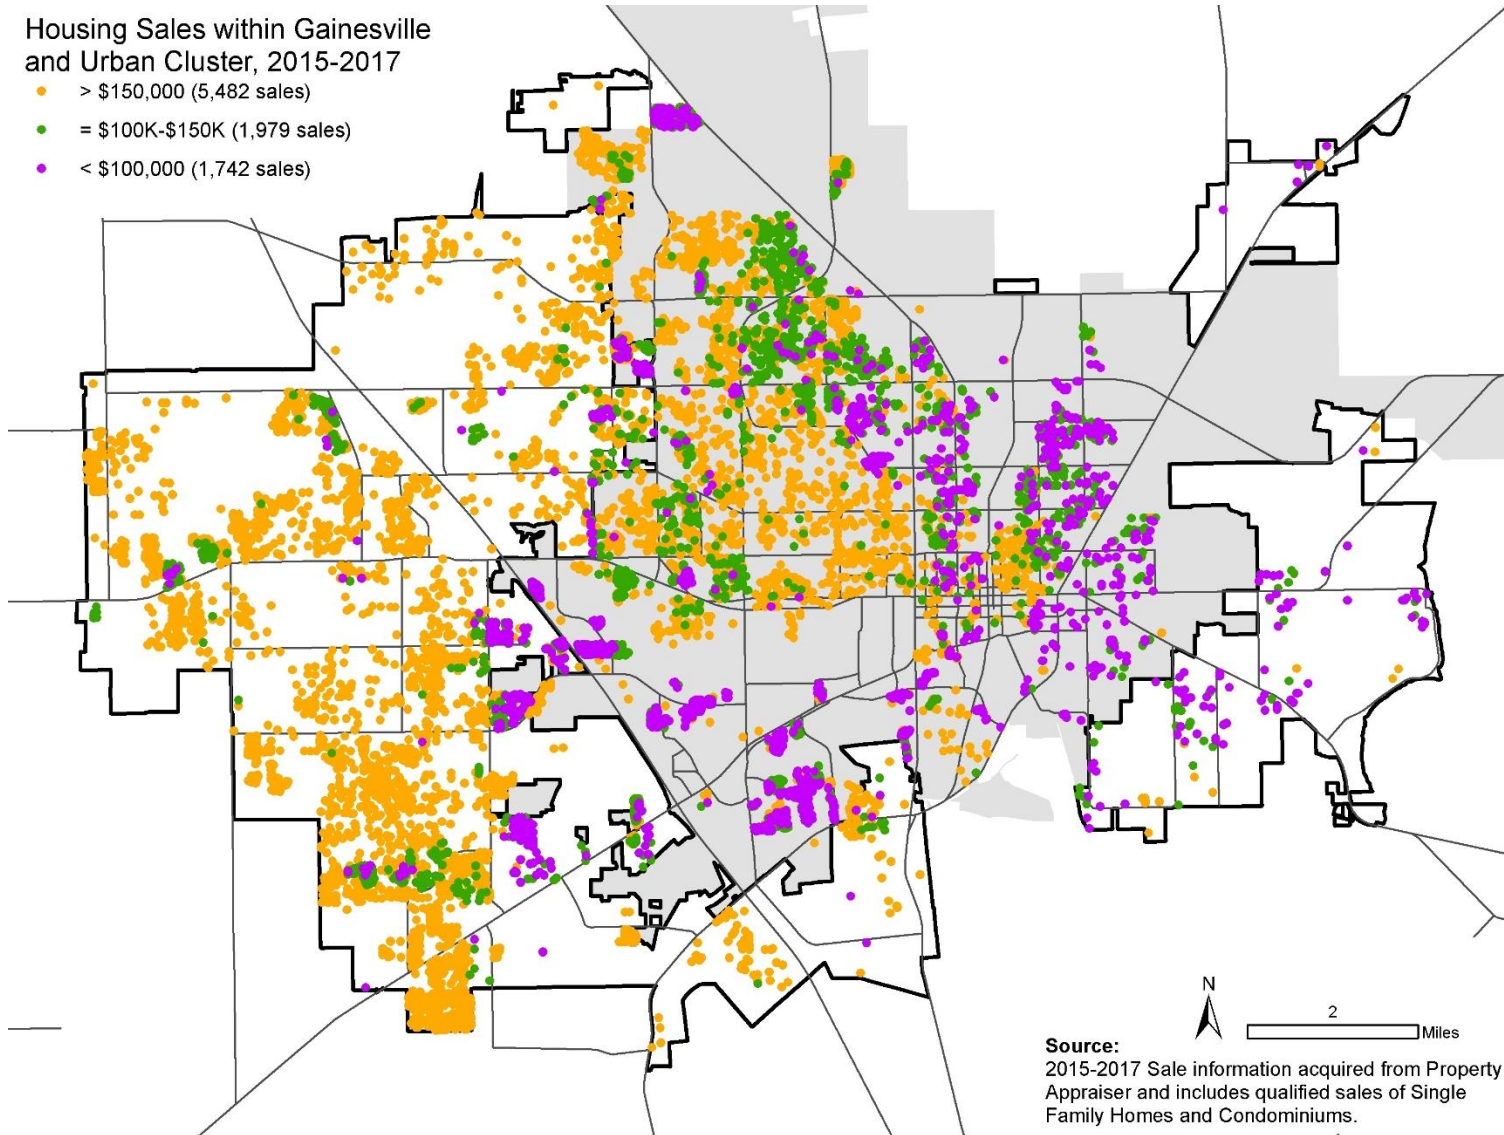 Housing Sales within Gainesville
and Urban Cluster, 2015-2017
> $150,000 (5,482 sales)
= $100K-$150K (1,979 sales)
< $100,000 (1,742 sales)
N
2
Miles
Source:
2015-2017 Sale information acquired from Property
Appraiser and includes qualified sales of Single
Family Homes and Condominiums.